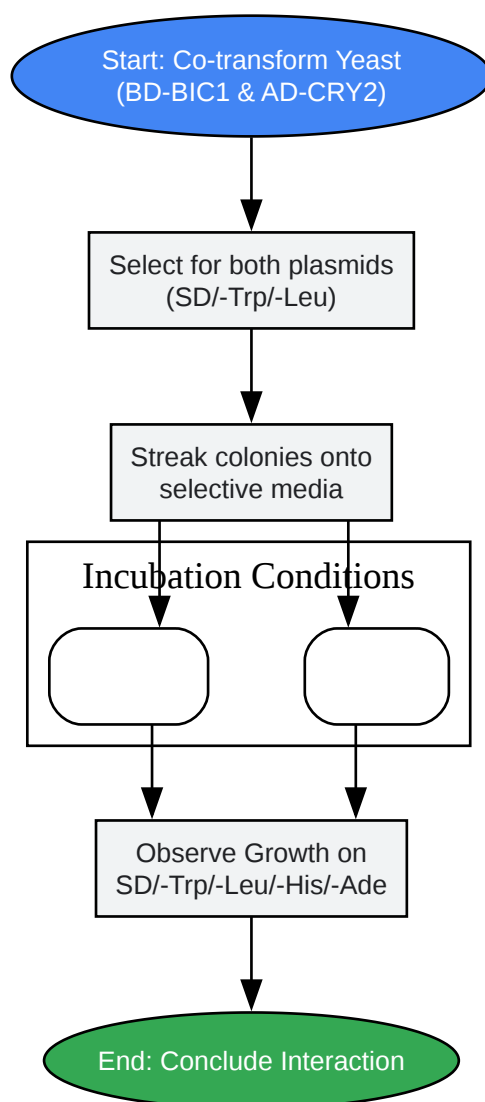 Start: Co-transform Yeast
(BD-BIC1 & AD-CRY2)
Select for both plasmids
(SD/-Trp/-Leu)
Streak colonies onto
selective media
Incubation Conditions
Observe Growth on
SD/-Trp/-Leu/-His/-Ade
End: Conclude Interaction